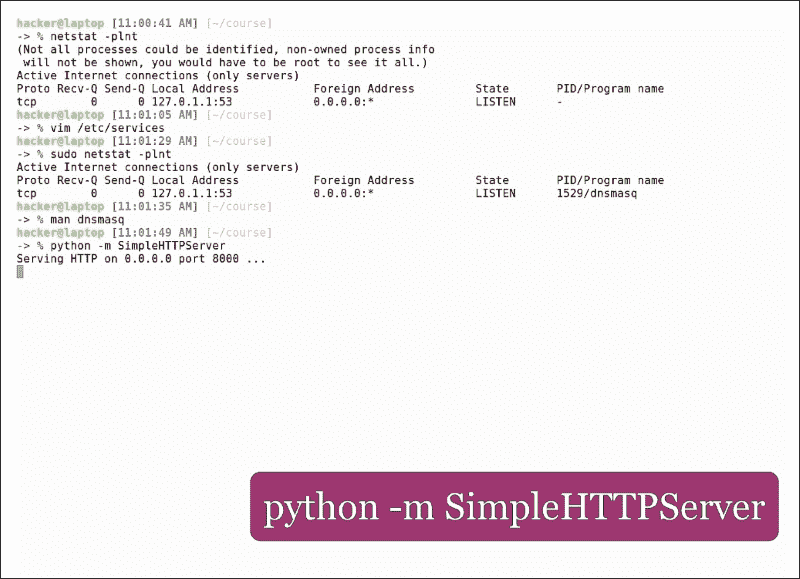 hacker@laptop [11:00:41 AM] [~/course]
-> % netstat -plnt
(Not all processes could be identified, non-owned process info
 will not be shown, you would have to be root to see it all.)
Active Internet connections (only servers)
Proto Recv-Q Send-Q Local Address           Foreign Address         State       PID/Program name
tcp        0      0 127.0.1.1:53            0.0.0.0:*               LISTEN      -
hacker@laptop [11:01:05 AM] [~/course]
-> % vim /etc/services
hacker@laptop [11:01:29 AM] [~/course]
-> % sudo netstat -plnt
Active Internet connections (only servers)
Proto Recv-Q Send-Q Local Address           Foreign Address         State       PID/Program name
tcp        0      0 127.0.1.1:53            0.0.0.0:*               LISTEN      1529/dnsmasq
hacker@laptop [11:01:35 AM] [~/course]
-> % man dnsmasq
hacker@laptop [11:01:49 AM] [~/course]
-> % python -m SimpleHTTPServer
Serving HTTP on 0.0.0.0 port 8000 ...
python -m SimpleHTTPServer